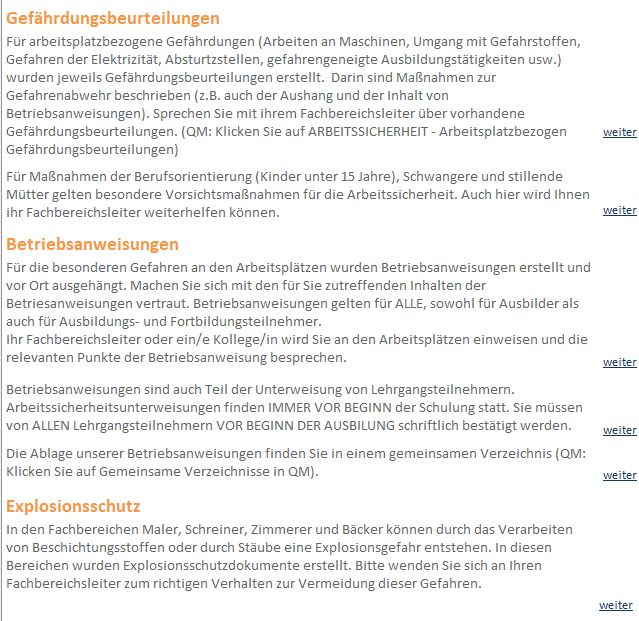 Gefährdungsbeurteilungen
Für arbeitsplatzbezogene Gefährdungen (Arbeiten an Maschinen, Umgang mit Gefahrstoffen,
Gefahren der Elektrizität, Absturtzstellen, gefahrengeneigte Ausbildungstätigkeiten usw.)
wurden jeweils Gefährdungsbeurteilungen erstellt.  Darin sind Maßnahmen zur
Gefahrenabwehr beschrieben (z.B. auch der Aushang und der Inhalt von
Betriebsanweisungen). Sprechen Sie mit ihrem Fachbereichsleiter über vorhandene
Gefährdungsbeurteilungen. (QM: Klicken Sie auf ARBEITSSICHERHEIT - Arbeitsplatzbezogen weiter
Gefährdungsbeurteilungen)
Für Maßnahmen der Berufsorientierung (Kinder unter 15 Jahre), Schwangere und stillende
Mütter gelten besondere Vorsichtsmaßnahmen für die Arbeitssicherheit. Auch hier wird Ihnen
ihr Fachbereichsleiter weiterhelfen können. weiter
Betriebsanweisungen
Für die besonderen Gefahren an den Arbeitsplätzen wurden Betriebsanweisungen erstellt und
vor Ort ausgehängt. Machen Sie sich mit den für Sie zutreffenden Inhalten der
Betriesanweisungen vertraut. Betriebsanweisungen gelten für ALLE, sowohl für Ausbilder als
auch für Ausbildungs- und Fortbildungsteilnehmer.
Ihr Fachbereichsleiter oder ein/e Kollege/in wird Sie an den Arbeitsplätzen einweisen und die
relevanten Punkte der Betriebsanweisung besprechen. weiter
Betriebsanweisungen sind auch Teil der Unterweisung von Lehrgangsteilnehmern.
Arbeitssicherheitsunterweisungen finden IMMER VOR BEGINN der Schulung statt. Sie müssen
von ALLEN Lehrgangsteilnehmern VOR BEGINN DER AUSBILUNG schriftlich bestätigt werden. weiter
Die Ablage unserer Betriebsanweisungen finden Sie in einem gemeinsamen Verzeichnis (QM:
Klicken Sie auf Gemeinsame Verzeichnisse in QM). weiter
Explosionsschutz
In den Fachbereichen Maler, Schreiner, Zimmerer und Bäcker können durch das Verarbeiten
von Beschichtungsstoffen oder durch Stäube eine Explosionsgefahr entstehen. In diesen
Bereichen wurden Explosionsschutzdokumente erstellt. Bitte wenden Sie sich an Ihren
Fachbereichsleiter zum richtigen Verhalten zur Vermeidung dieser Gefahren.
weiter